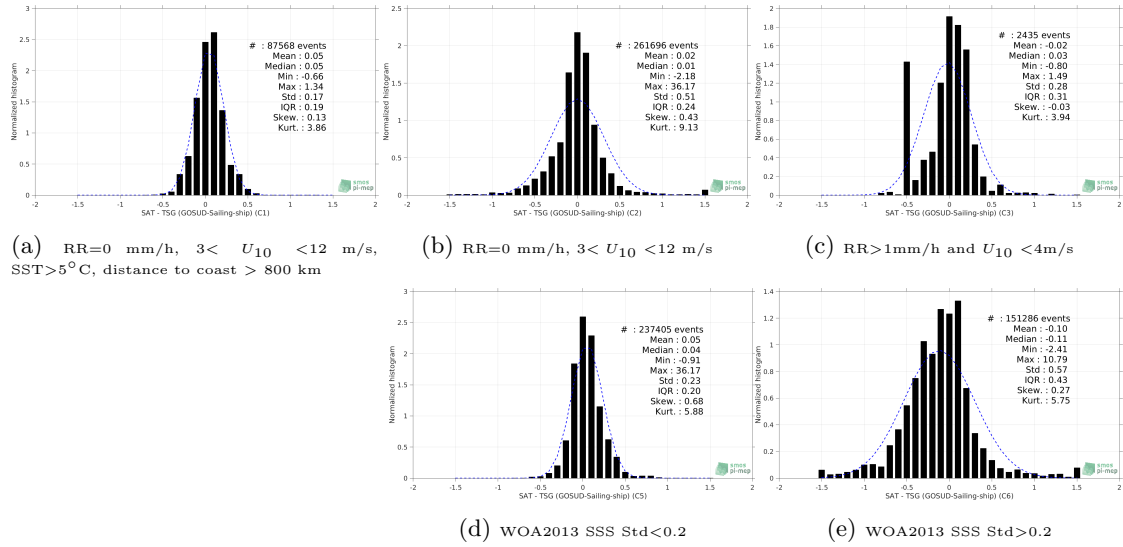 2.5
2
1.5
1
0.5
0
Normalized histogram
# : 87568 events
Mean : 0.05
Median : 0.05
Min : -0.66
Max : 1.34
Std : 0.17
IQR : 0.19
Skew. : 0.13
Kurt. : 3.86
smos
pi-mep
-2 -1.5 -1 -0.5 0 0.5 1 1.5 2
SAT - TSG (GOSUD-Sailing-ship) (C1)
(a) RR=0 mm/h, 3< U10 <12 m/s,
SST>5°C, distance to coast > 800 km
2.5
2
1.5
1
0.5
0
Normalized histogram
# : 261696 events
Mean : 0.02
Median : 0.01
Min : -2.18
Max : 36.17
Std : 0.51
IQR : 0.24
Skew. : 0.43
Kurt. : 9.13
smos
pi-mep
-2 -1.5 -1 -0.5 0 0.5 1 1.5 2
SAT - TSG (GOSUD-Sailing-ship) (C2)
(b) RR=0 mm/h, 3< U10 <12 m/s
2
1.8
1.6
1.4
1.2
1
0.8
0.6
0.4
0.2
0
Normalized histogram
# : 2435 events
Mean : -0.02
Median : 0.03
Min : -0.80
Max : 1.49
Std : 0.28
IQR : 0.31
Skew. : -0.03
Kurt. : 3.94
smos
pi-mep
-2 -1.5 -1 -0.5 0 0.5 1 1.5 2
SAT - TSG (GOSUD-Sailing-ship) (C3)
(c) RR>1mm/h and U10 <4m/s
3
2.5
2
1.5
1
0.5
0
Normalized histogram
# : 237405 events
Mean : 0.05
Median : 0.04
Min : -0.91
Max : 36.17
Std : 0.23
IQR : 0.20
Skew. : 0.68
Kurt. : 5.88
smos
pi-mep
-2 -1.5 -1 -0.5 0 0.5 1 1.5 2
SAT - TSG (GOSUD-Sailing-ship) (C5)
(d) WOA2013 SSS Std<0.2
1.4
1.2
1
0.8
0.6
0.4
0.2
0
Normalized histogram
# : 151286 events
Mean : -0.10
Median : -0.11
Min : -2.41
Max : 10.79
Std : 0.57
IQR : 0.43
Skew. : 0.27
Kurt. : 5.75
smos
pi-mep
-2 -1.5 -1 -0.5 0 0.5 1 1.5 2
SAT - TSG (GOSUD-Sailing-ship) (C6)
(e) WOA2013 SSS Std>0.2